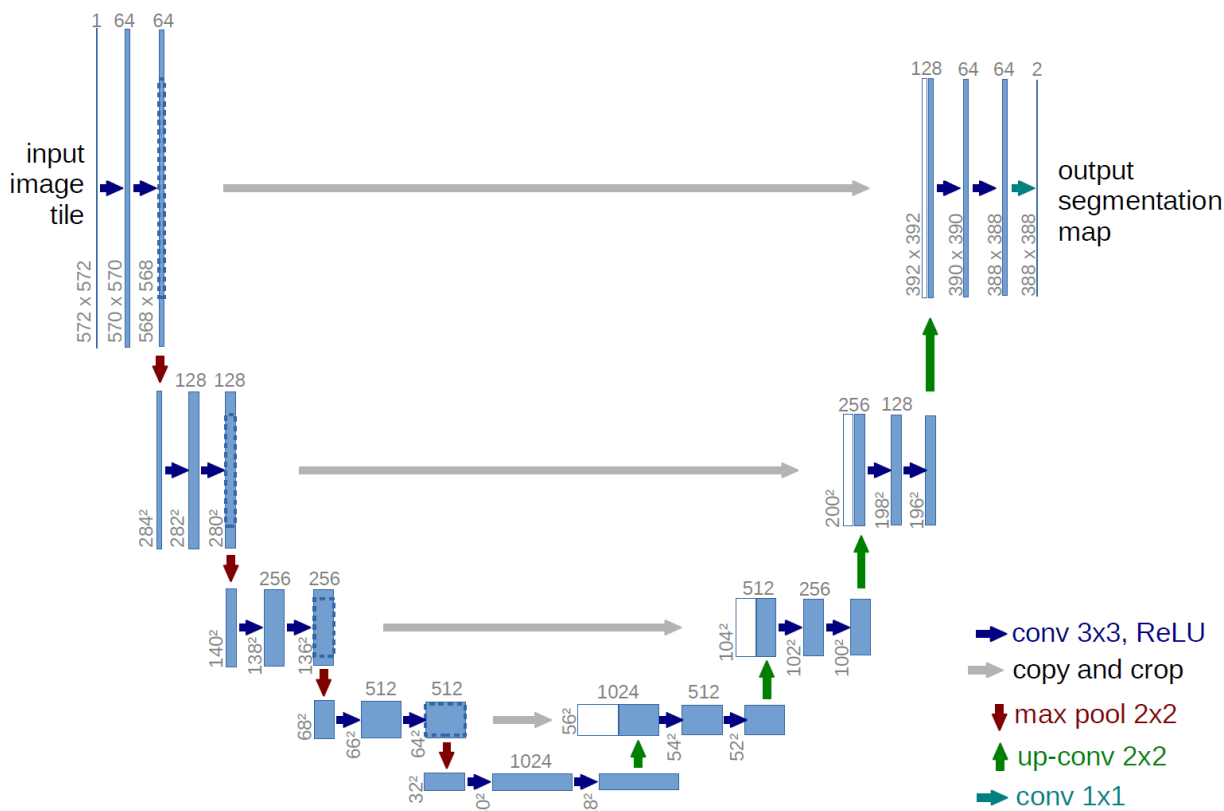 1 64 64
128 64 64 2
input
image
tile
output
segmentation
map
572 x 572
570 x 570
568 x 568
392 x 392
390 x 390
388 x 388
388 x 388
128 128
256 128
284²
282²
280²
200²
198²
196²
256 256
512 256
140²
138²
136²
104²
102²
100²
512 512
1024 512
68²
66²
64²
56²
54²
52²
1024
32²
conv 3x3, ReLU
copy and crop
max pool 2x2
up-conv 2x2
conv 1x1